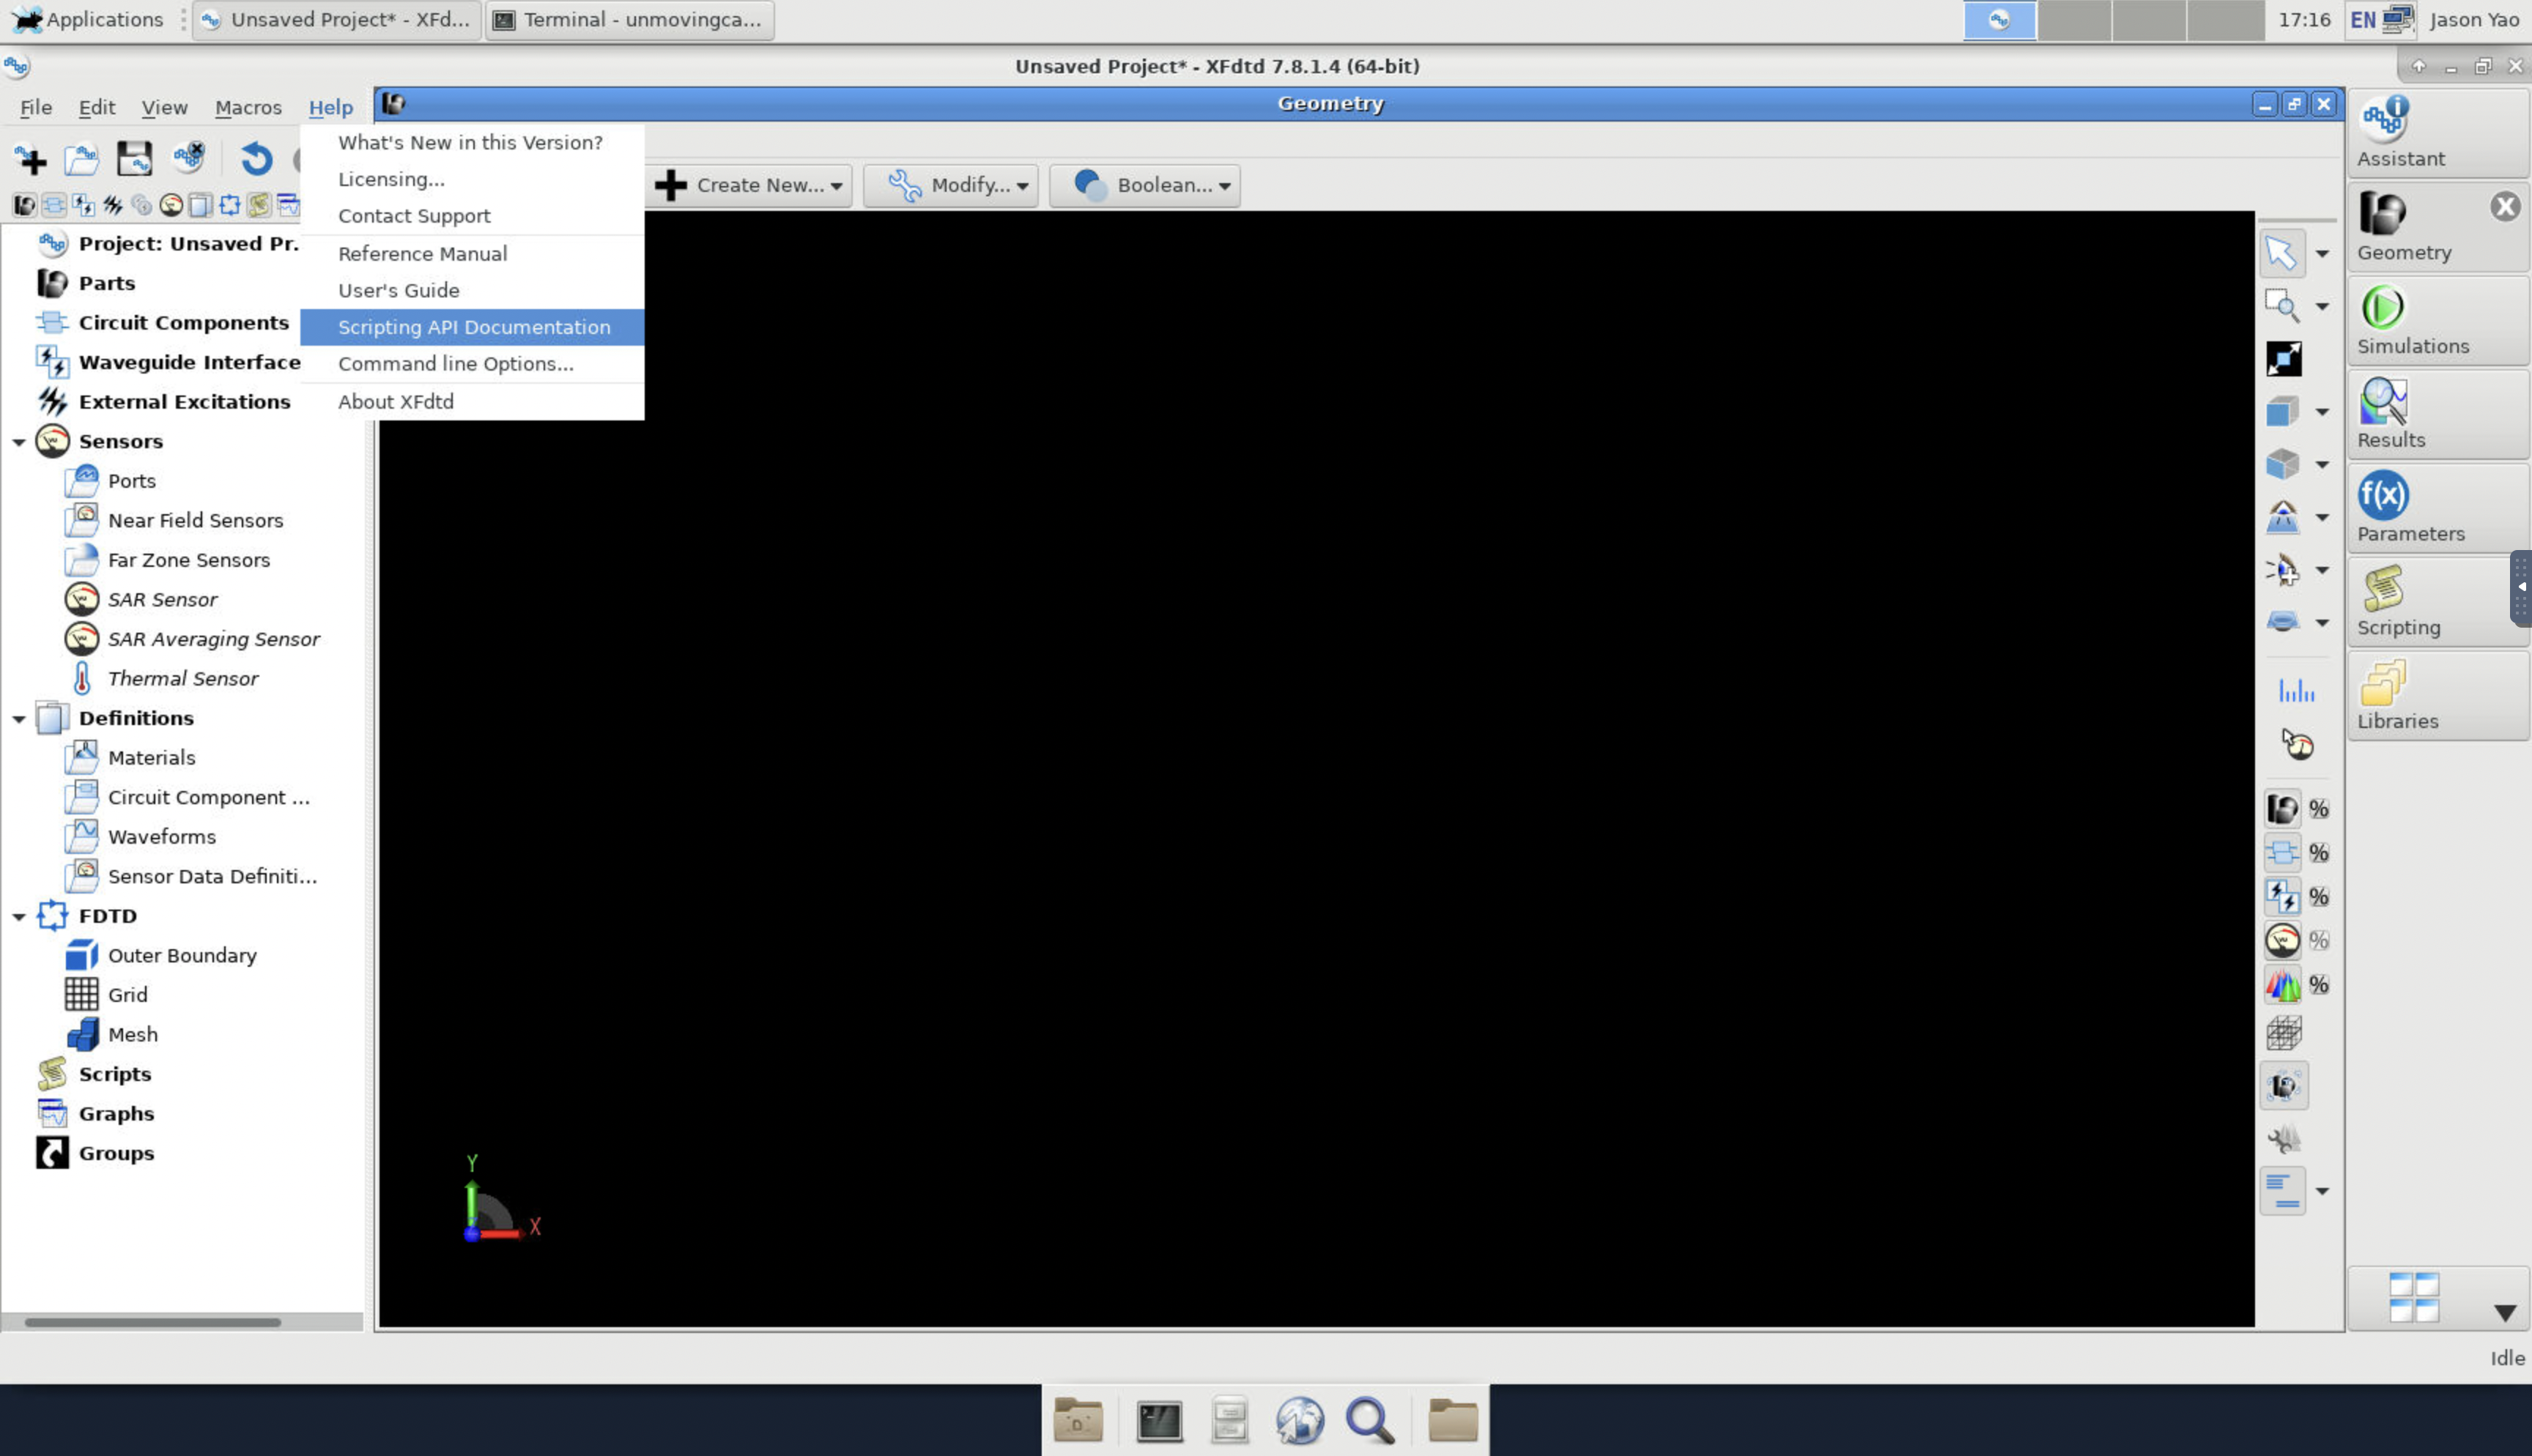 Applications
Unsaved Project* - XFd...
Terminal - unmovingca...
17:16
EN
Jason Yao
Unsaved Project* - XFdtd 7.8.1.4 (64-bit)
File Edit View Macros Help
Geometry
What's New in this Version?
Licensing...
Contact Support
Reference Manual
User's Guide
Scripting API Documentation
Command line Options...
About XFdtd
Create New...
Modify...
Boolean...
Project: Unsaved Pr.
Parts
Circuit Components
Waveguide Interface
External Excitations
Sensors
Ports
Near Field Sensors
Far Zone Sensors
SAR Sensor
SAR Averaging Sensor
Thermal Sensor
Definitions
Materials
Circuit Component ...
Waveforms
Sensor Data Definiti...
FDTD
Outer Boundary
Grid
Mesh
Scripts
Graphs
Groups
Y
X
%
%
%
%
%
Assistant
Geometry
Simulations
Results
f(x)
Parameters
Scripting
Libraries
Idle